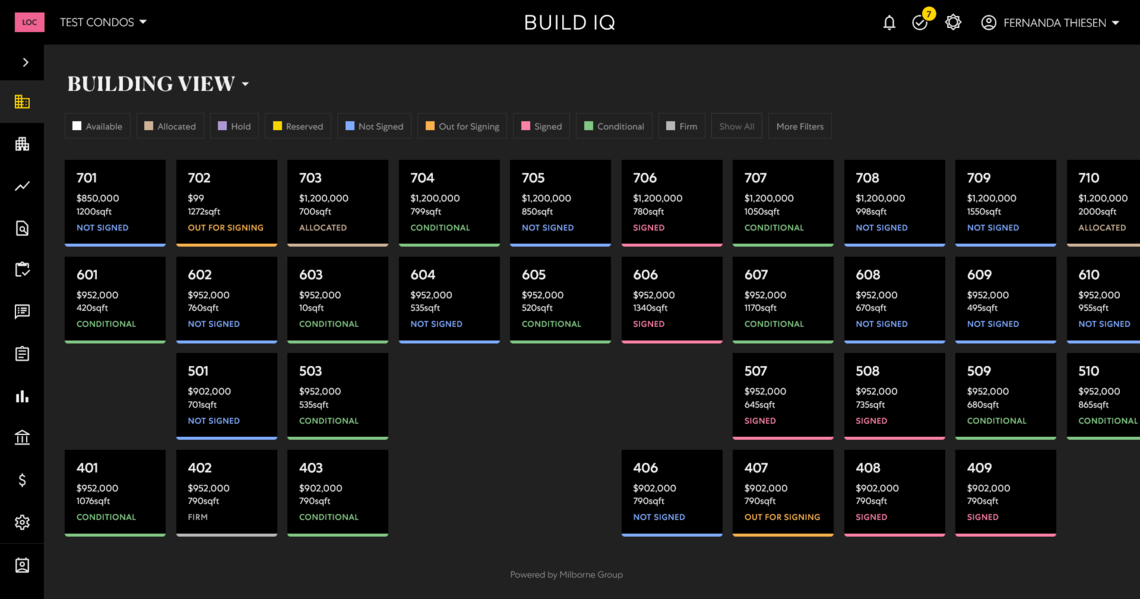 LOC TEST CONDOS BUILD IQ 7 FERNANDA THIESEN
BUILDING VIEW
Available Allocated Hold Reserved Not Signed Out for Signing Signed Conditional Firm Show All More Filters
701 702 703 704 705 706 707 708 709 710
$850,000 $99 $1,200,000 $1,200,000 $1,200,000 $1,200,000 $1,200,000 $1,200,000 $1,200,000 $1,200,000
1200sqft 1272sqft 700sqft 799sqft 850sqft 780sqft 1050sqft 998sqft 1550sqft 2000sqft
NOT SIGNED OUT FOR SIGNING ALLOCATED CONDITIONAL NOT SIGNED SIGNED CONDITIONAL NOT SIGNED NOT SIGNED ALLOCATED
601 602 603 604 605 606 607 608 609 610
$952,000 $952,000 $952,000 $952,000 $952,000 $952,000 $952,000 $952,000 $952,000 $952,000
420sqft 760sqft 10sqft 535sqft 520sqft 1340sqft 1170sqft 670sqft 495sqft 955sqft
CONDITIONAL NOT SIGNED CONDITIONAL NOT SIGNED CONDITIONAL SIGNED CONDITIONAL NOT SIGNED NOT SIGNED NOT SIGNED
501 503 507 508 509 510
$902,000 $952,000 $952,000 $952,000 $952,000 $952,000
701sqft 535sqft 645sqft 735sqft 680sqft 865sqft
NOT SIGNED CONDITIONAL SIGNED SIGNED CONDITIONAL CONDITIONAL
401 402 403 406 407 408 409
$952,000 $952,000 $902,000 $902,000 $902,000 $902,000 $902,000
1076sqft 790sqft 790sqft 790sqft 790sqft 790sqft 790sqft
CONDITIONAL FIRM CONDITIONAL NOT SIGNED OUT FOR SIGNING SIGNED SIGNED
Powered by Milborne Group